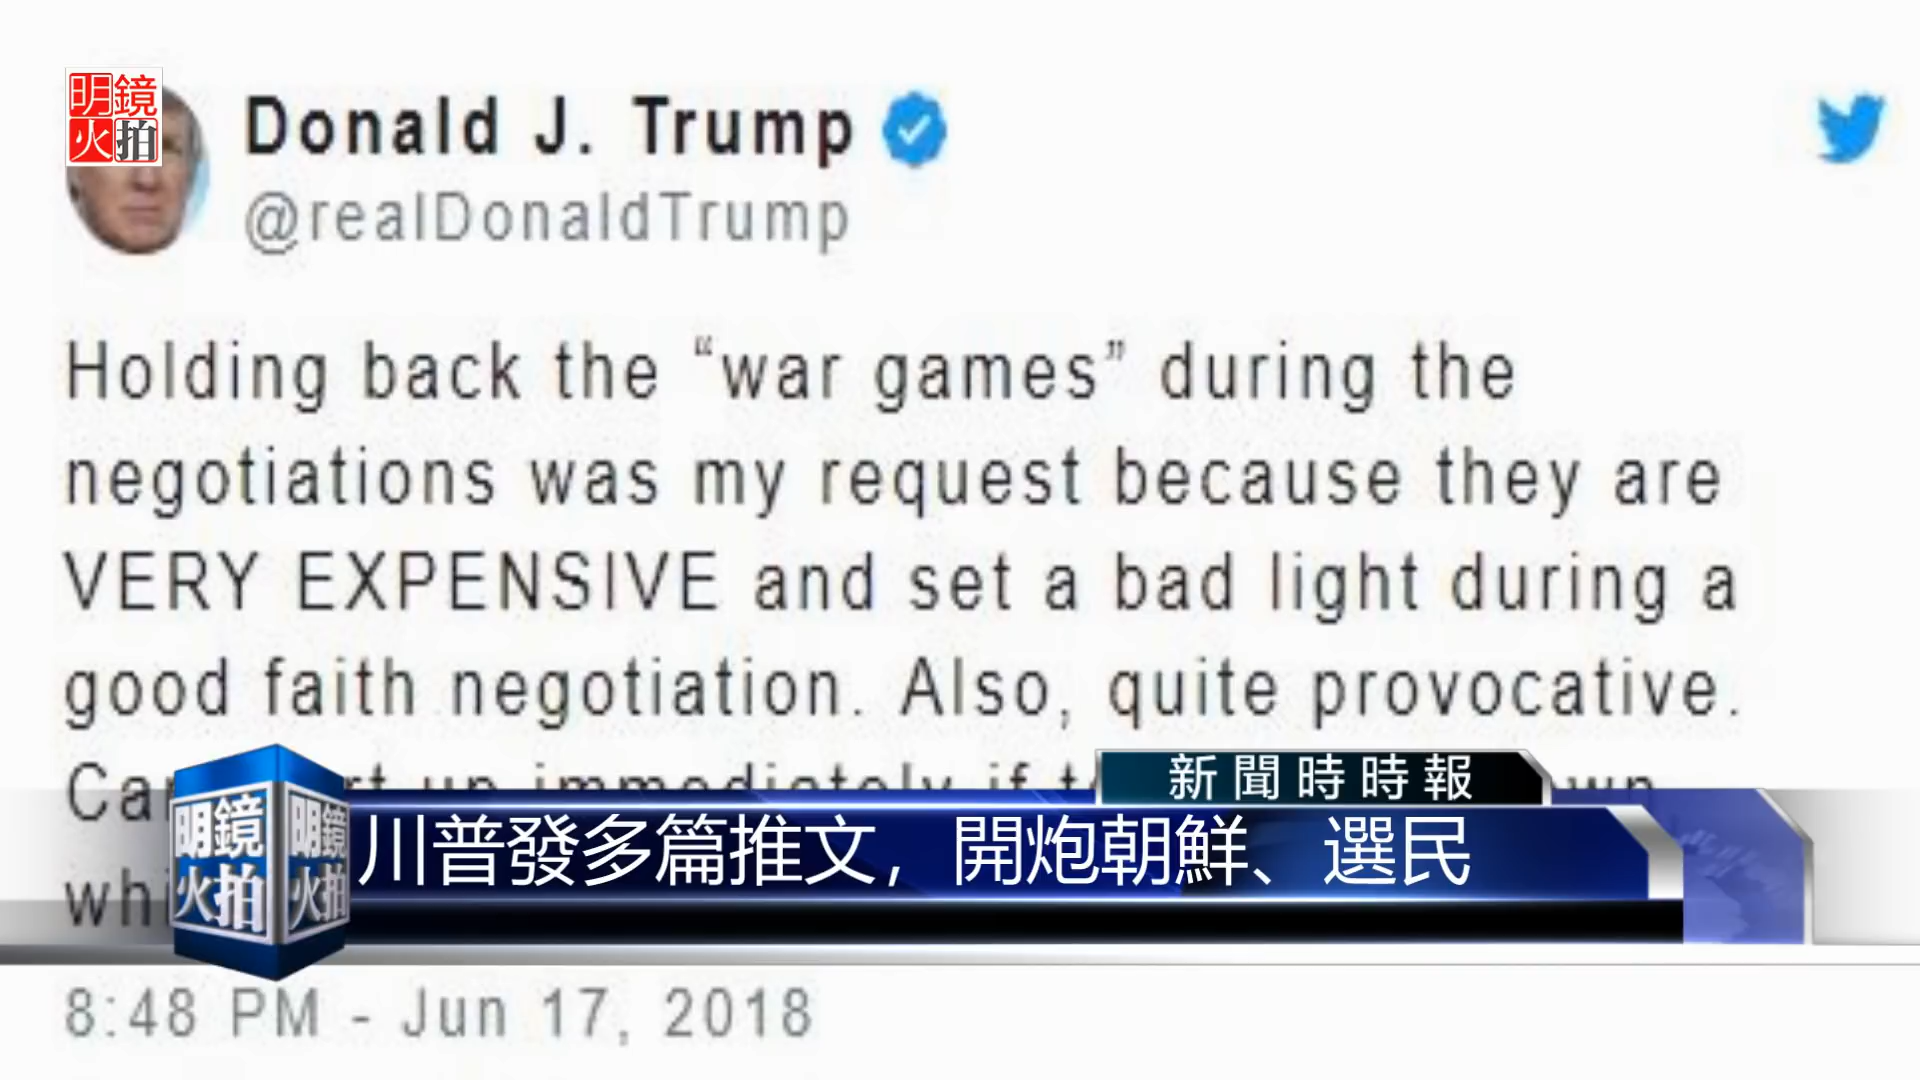 明鏡
火拍
Donald J. Trump
@realDonaldTrump
Holding back the “war games” during the
negotiations was my request because they are
VERY EXPENSIVE and set a bad light during a
good faith negotiation. Also, quite provocative.
up immediately if
新聞時時報
川普發多篇推文，開炮朝鮮、選民
明鏡
火拍
明鏡
火拍
8:48 PM - Jun 17, 2018